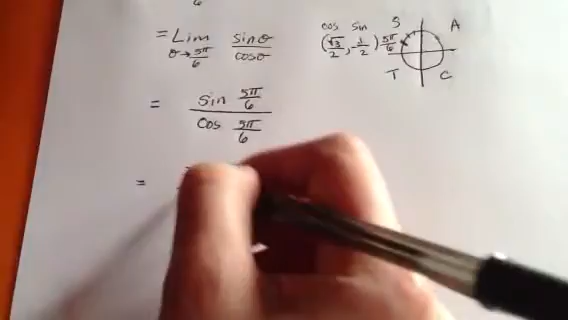 6
= Lim sinθ
θ→5π/6 cosθ
cos sin
(√3/2, 1/2) 5π/6
S A
T C
= sin 5π/6
cos 5π/6
=